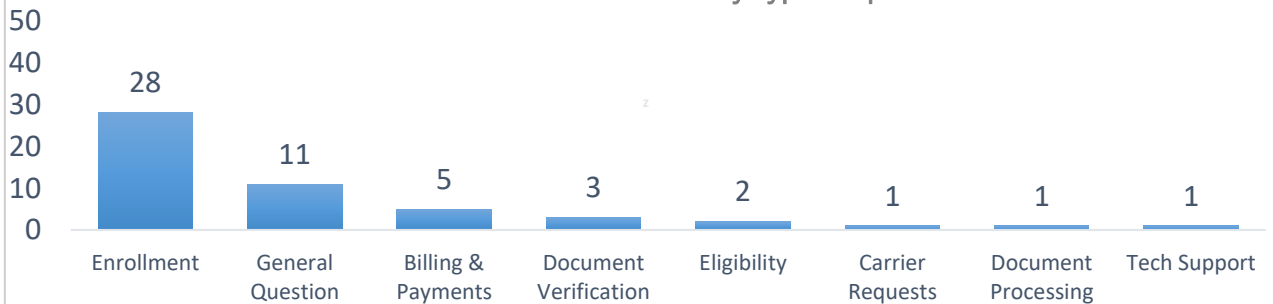 50
40
30
20
10
0
28
11
5
3
2
1
1
1
z
Enrollment
General
Question
Billing &
Payments
Document
Verification
Eligibility
Carrier
Requests
Document
Processing
Tech Support